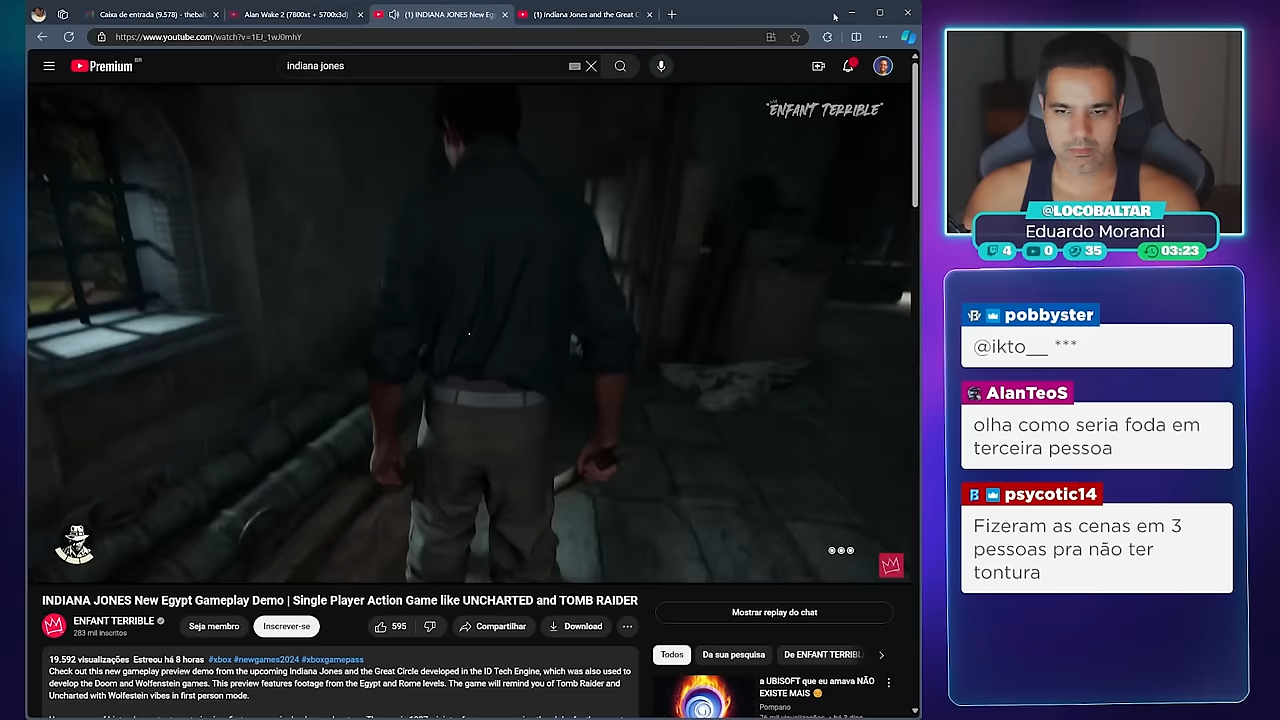 Caixa de entrada (9.578) - thebal
Alan Wake 2 (7800xt + 5700x3d)
(1) INDIANA JONES New Eg
(1) Indiana Jones and the Great C
https://www.youtube.com/watch?v=1EJ_1wJ0mhY
Premium BR
indiana jones
"ENFANT TERRIBLE"
INDIANA JONES New Egypt Gameplay Demo | Single Player Action Game like UNCHARTED and TOMB RAIDER
ENFANT TERRIBLE
283 mil inscritos
Seja membro
Inscrever-se
595
Compartilhar
Download
19.592 visualizações Estreou há 8 horas #xbox #newgames2024 #xboxgamepass
Check out this new gameplay preview demo from the upcoming Indiana Jones and the Great Circle developed in the ID Tech Engine, which was also used to
develop the Doom and Wolfenstein games. This preview features footage from the Egypt and Rome levels. The game will remind you of Tomb Raider and
Uncharted with Wolfestein vibes in first person mode.
Mostrar replay do chat
Todos
Da sua pesquisa
De ENFANT TERRIBL
a UBISOFT que eu amava NÃO
EXISTE MAIS
Pompano
@LOCOBALTAR
Eduardo Morandi
4
0
35
03:23
pobbyster
@ikto__ ***
AlanTeoS
olha como seria foda em
terceira pessoa
psycotic14
Fizeram as cenas em 3
pessoas pra não ter
tontura